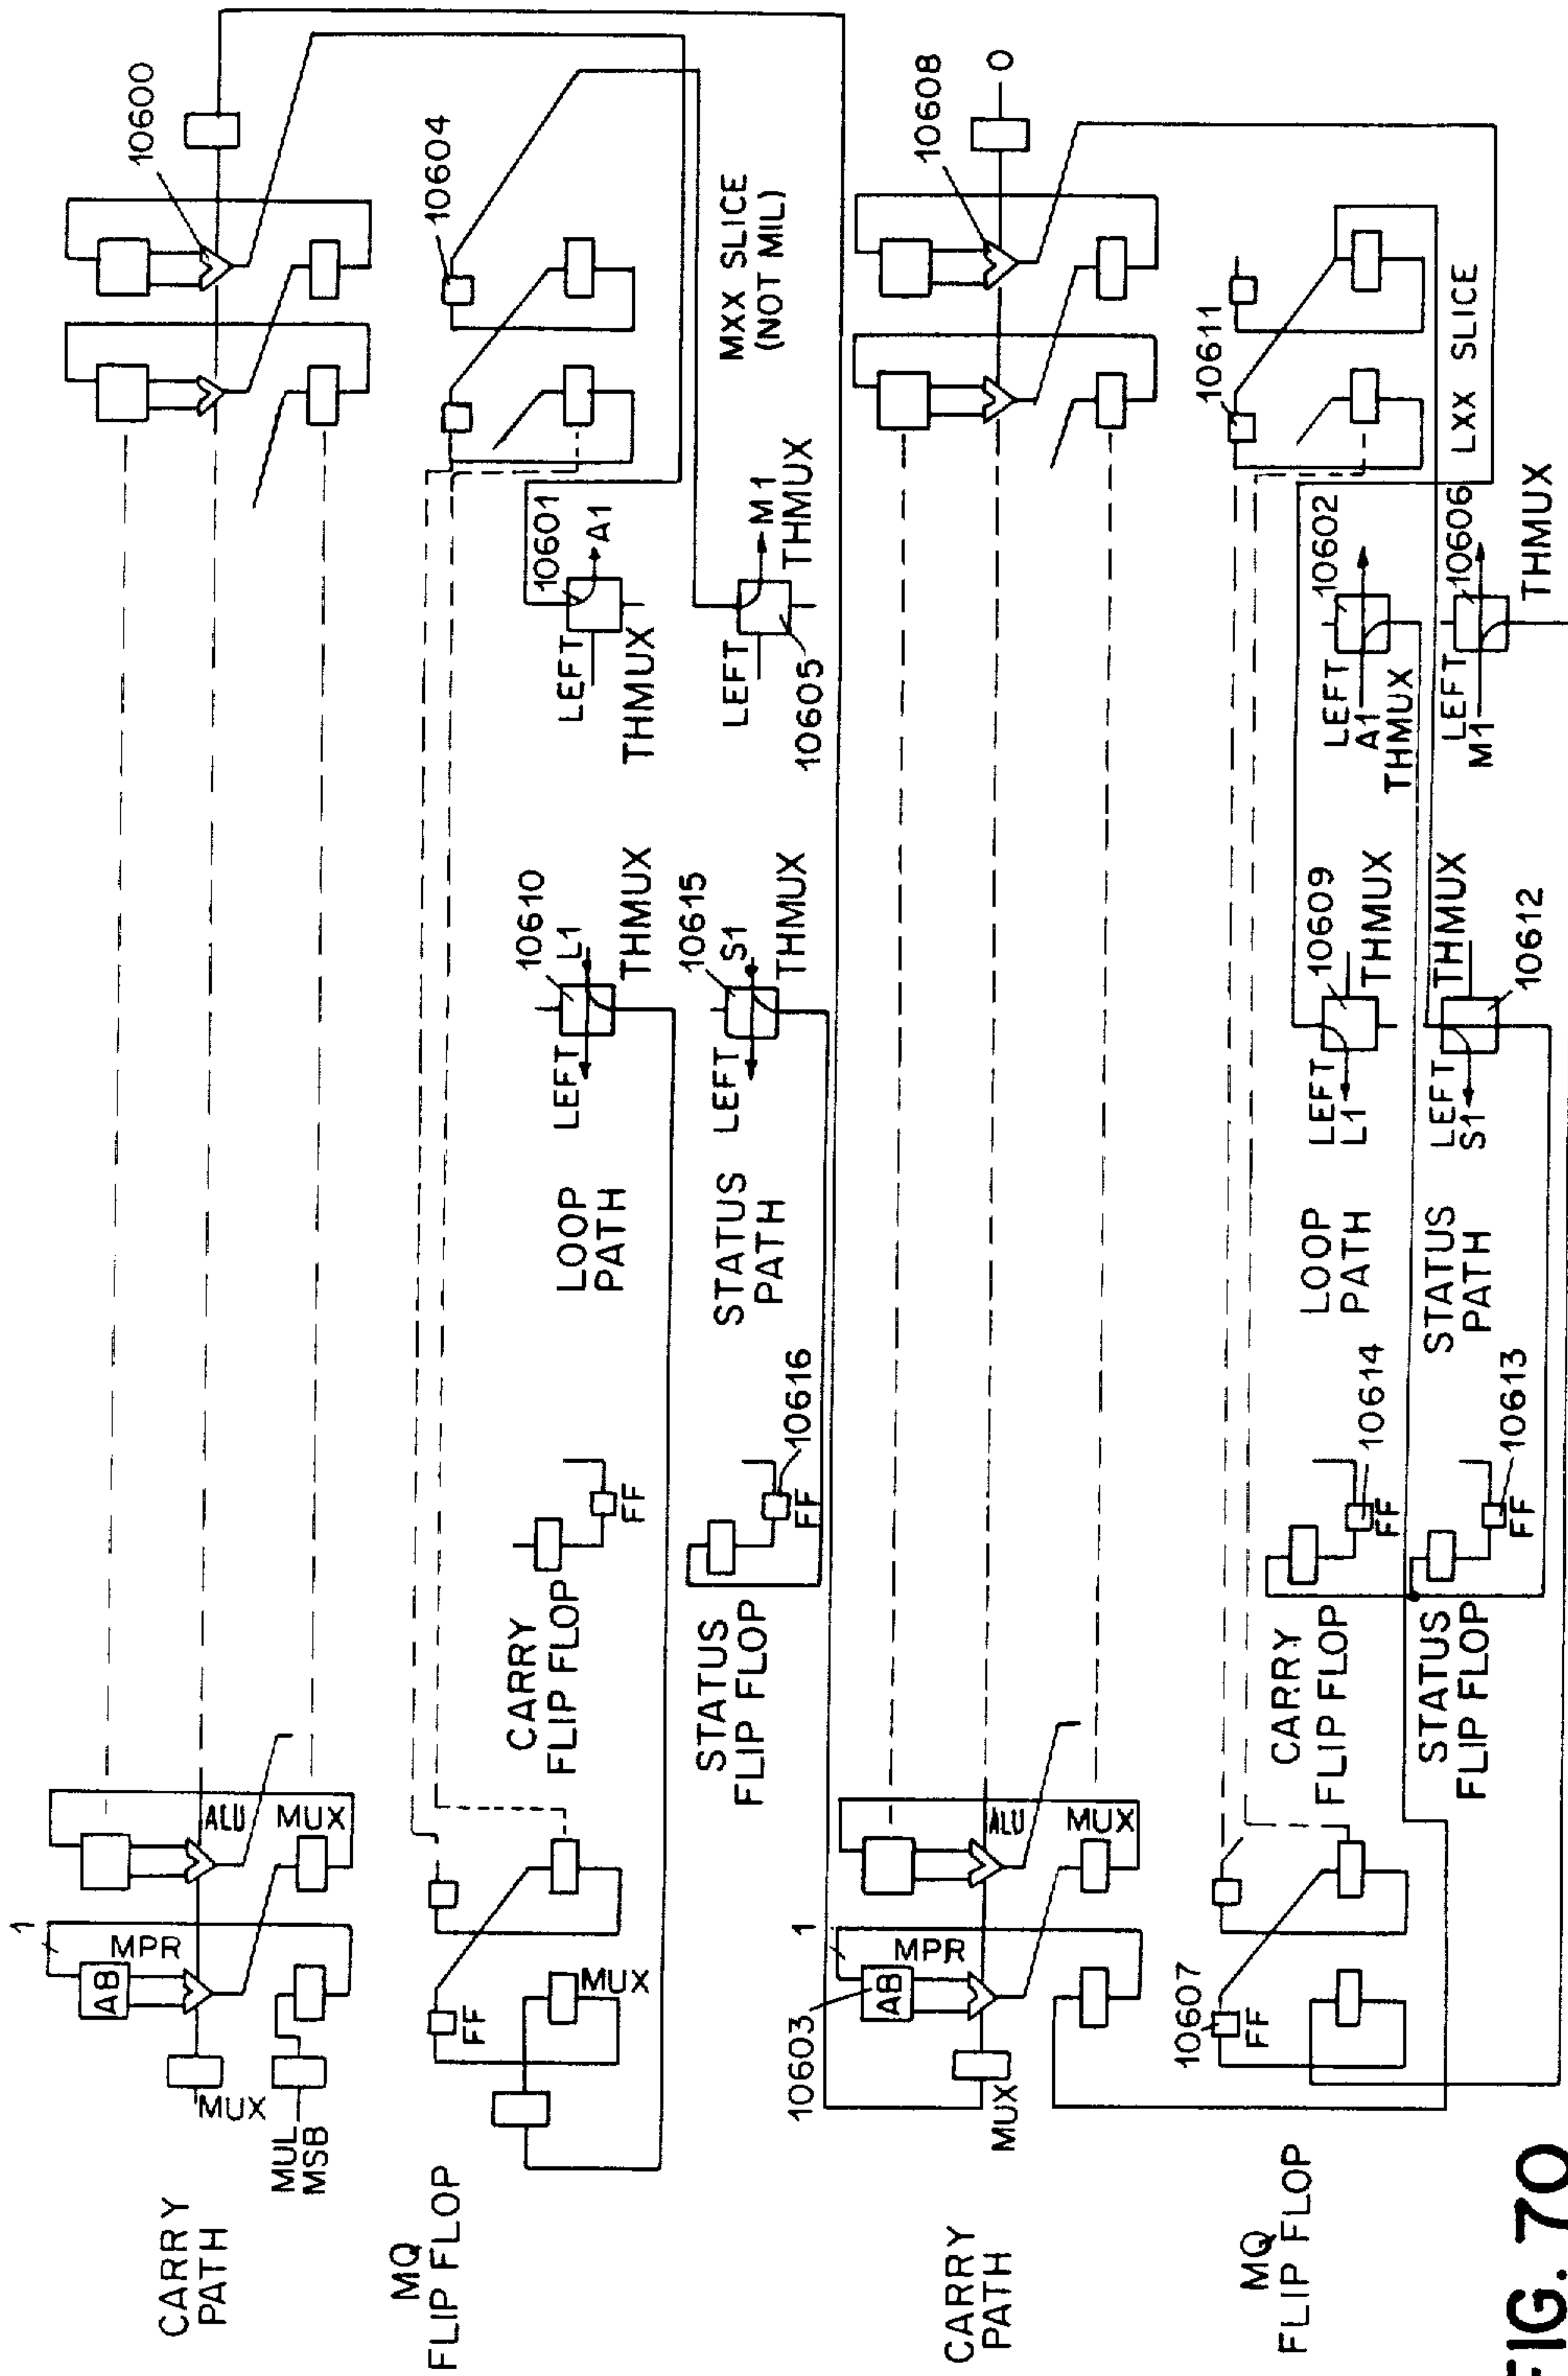 CARRY
PATH
MUX
MUL
MSB
1
AB
MPR
ALU
MUX
10600
MQ
FLIP FLOP
FF
MUX
10604
CARRY
FLIP FLOP
FF
LOOP
PATH
LEFT
10610
L1
THMUX
LEFT
THMUX
10601
A1
STATUS
FLIP FLOP
FF
10616
STATUS
PATH
LEFT
10615
S1
THMUX
LEFT
10605
M1
THMUX
MXX SLICE
(NOT MIL)
CARRY
PATH
10603
MUX
1
AB
MPR
ALU
MUX
10608
0
MQ
FLIP FLOP
10607
FF
10611
CARRY
FLIP FLOP
FF
10614
LOOP
PATH
LEFT
L1
10609
THMUX
LEFT
A1
THMUX
10602
STATUS
FLIP FLOP
FF
10613
STATUS
PATH
LEFT
S1
THMUX
10612
LEFT
M1
10606
THMUX
LXX SLICE
FIG. 70